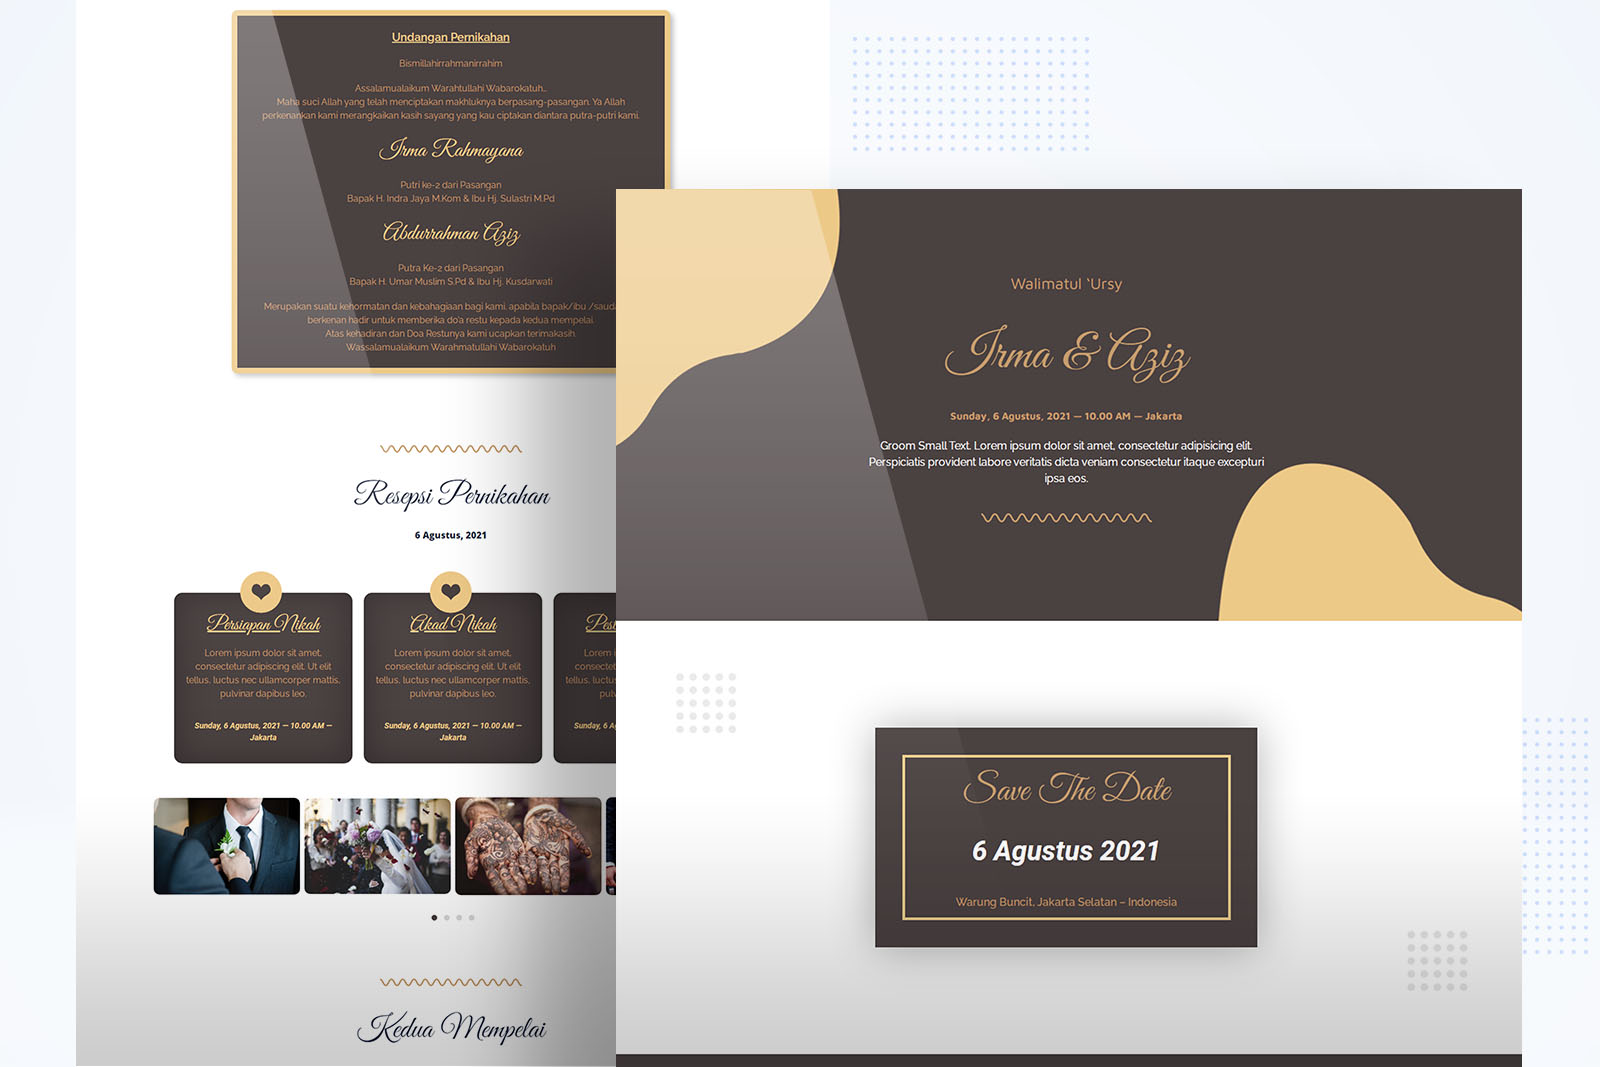 Undangan Pernikahan
Bismillahirrahmanirrahim
Assalamualaikum Warahtullahi Wabarokatuh..
Maha suci Allah yang telah menciptakan makhluknya berpasang-pasangan. Ya Allah
perkenankan kami merangkaikan kasih sayang yang kau ciptakan diantara putra-putri kami.
Irma Rahmayana
Putri ke-2 dari Pasangan
Bapak H. Indra Jaya M.Kom & Ibu Hj. Sulastri M.Pd
Abdurrahman Aziz
Putra Ke-2 dari Pasangan
Bapak H. Umar Muslim S.Pd & Ibu Hj. Kusdarwati
Merupakan suatu kehormatan dan kebahagiaan bagi kami, apabila bapak/ibu /sauda
berkenan hadir untuk memberika do'a restu kepada kedua mempelai.
Atas kehadiran dan Doa Restunya kami ucapkan terimakasih.
Wassalamualaikum Warahmatullahi Wabarokatuh
Resepsi Pernikahan
6 Agustus, 2021
Persiapan Nikah
Lorem ipsum dolor sit amet,
consectetur adipiscing elit. Ut elit
tellus, luctus nec ullamcorper mattis,
pulvinar dapibus leo.
Sunday, 6 Agustus, 2021 — 10.00 AM —
Jakarta
Akad Nikah
Lorem ipsum dolor sit amet,
consectetur adipiscing elit. Ut elit
tellus, luctus nec ullamcorper mattis,
pulvinar dapibus leo.
Sunday, 6 Agustus, 2021 — 10.00 AM —
Jakarta
Pes
Lorem i
consectet
tellus, luc
pulv
Sunday, 6 A
Kedua Mempelai
Walimatul 'Ursy
Irma & Aziz
Sunday, 6 Agustus, 2021 — 10.00 AM — Jakarta
Groom Small Text. Lorem ipsum dolor sit amet, consectetur adipisicing elit.
Perspiciatis provident labore veritatis dicta veniam consectetur itaque excepturi
ipsa eos.
Save The Date
6 Agustus 2021
Warung Buncit, Jakarta Selatan – Indonesia